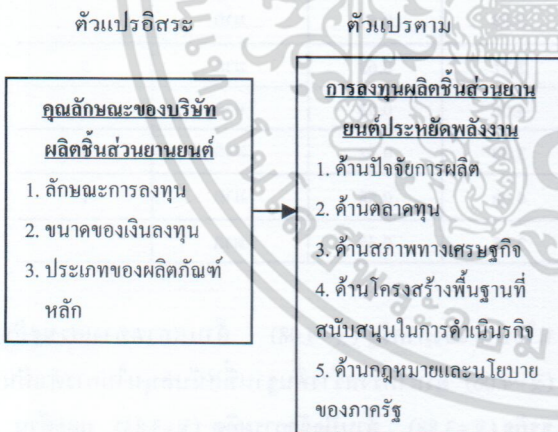 ตัวแปรอิสระ
ตัวแปรตาม
คุณลักษณะของบริษัท
ผลิตชิ้นส่วนยานยนต์
1. ลักษณะการลงทุน
2. ขนาดของเงินลงทุน
3. ประเภทของผลิตภัณฑ์
หลัก
การลงทุนผลิตชิ้นส่วนยาน
ยนต์ประหยัดพลังงาน
1. ด้านปัจจัยการผลิต
2. ด้านตลาดทุน
3. ด้านสภาพทางเศรษฐกิจ
4. ด้านโครงสร้างพื้นฐานที่
สนับสนุนในการดำเนินธุรกิจ
5. ด้านกฎหมายและนโยบาย
ของภาครัฐ